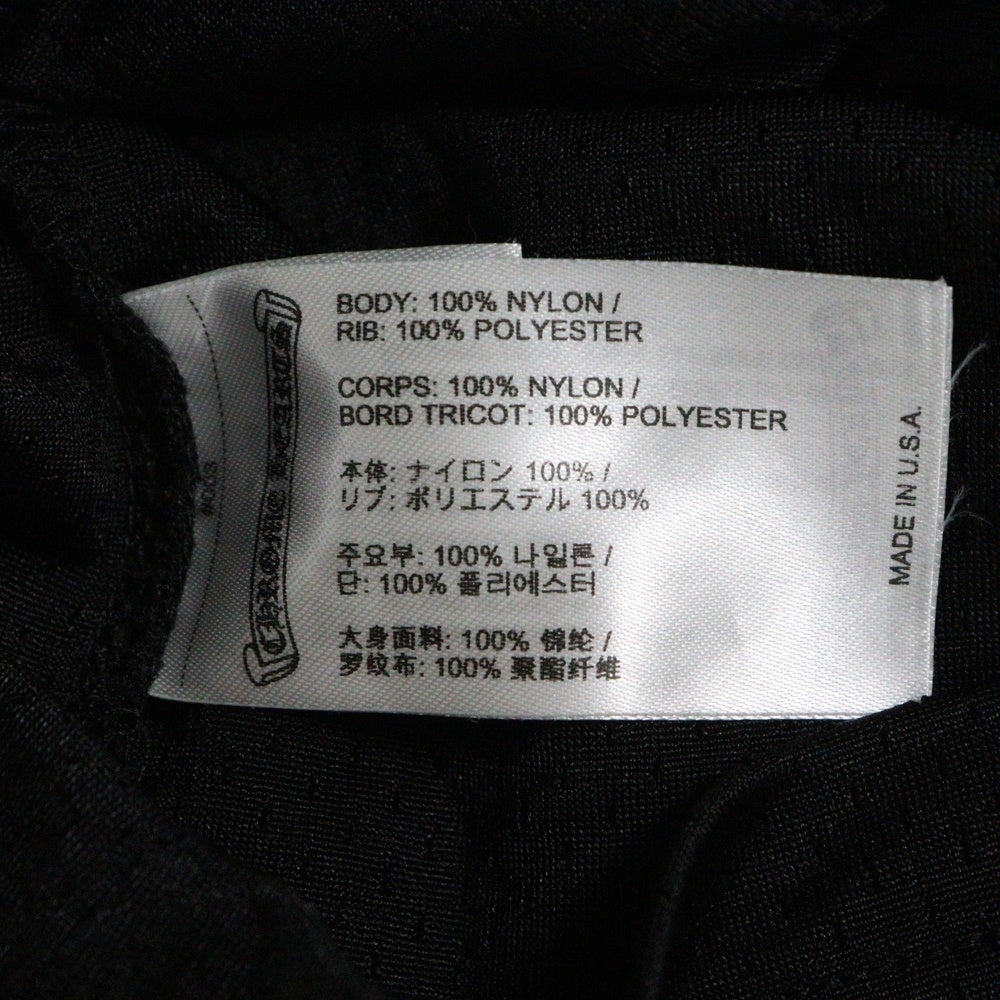 BODY: 100% NYLON /
RIB: 100% POLYESTER
CORPS: 100% NYLON /
BORD TRICOT: 100% POLYESTER
本体: ナイロン 100% /
リブ: ポリエステル 100%
주요부: 100% 나일론 /
단: 100% 폴리에스터
大身面料: 100% 锦纶 /
罗纹布: 100% 聚酯纤维
MADE IN U.S.A.
CHROME HEARTS